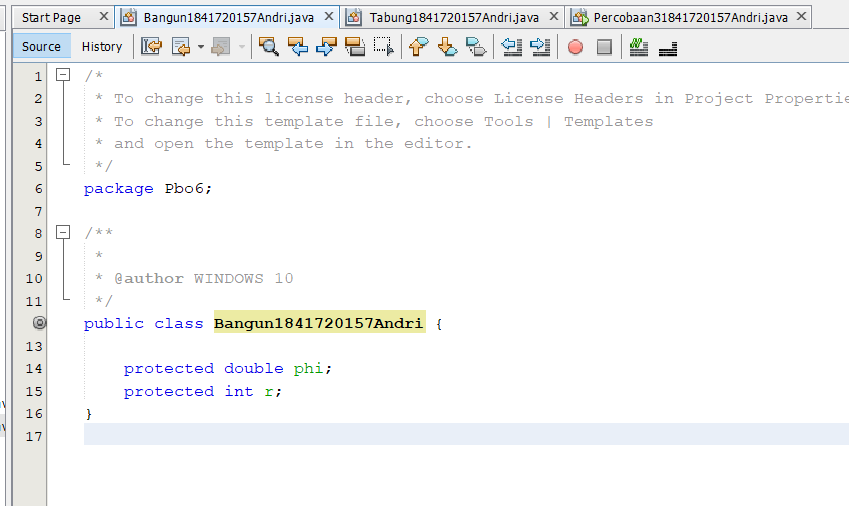 Start Page
Bangun1841720157Andri.java
Tabung1841720157Andri.java
Percobaan31841720157Andri.java
Source
History
1 /*
2 * To change this license header, choose License Headers in Project Propertie
3 * To change this template file, choose Tools | Templates
4 * and open the template in the editor.
5 */
6 package Pbo6;
7
8 /**
9 *
10 * @author WINDOWS 10
11 */
public class Bangun1841720157Andri {
13
14 protected double phi;
15 protected int r;
16 }
17